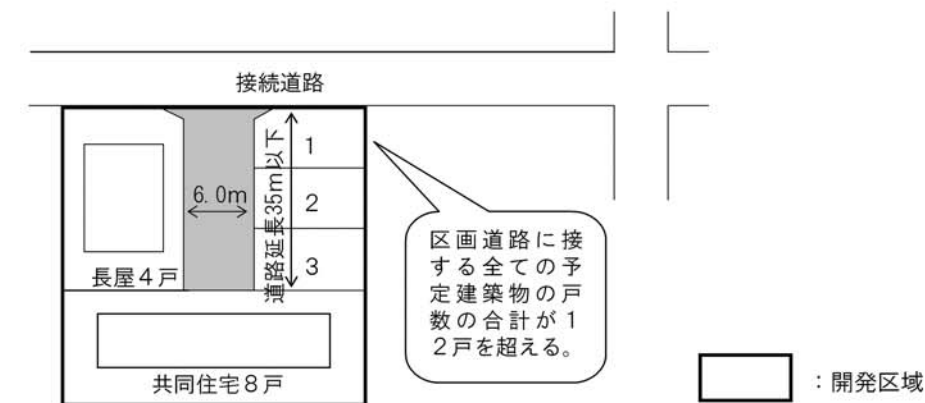 接続道路
6.0m
道路延長35m以下
1
2
3
長屋4戸
共同住宅8戸
区画道路に接
する全ての予
定建築物の戸
数の合計が1
2戸を超える。
：開発区域